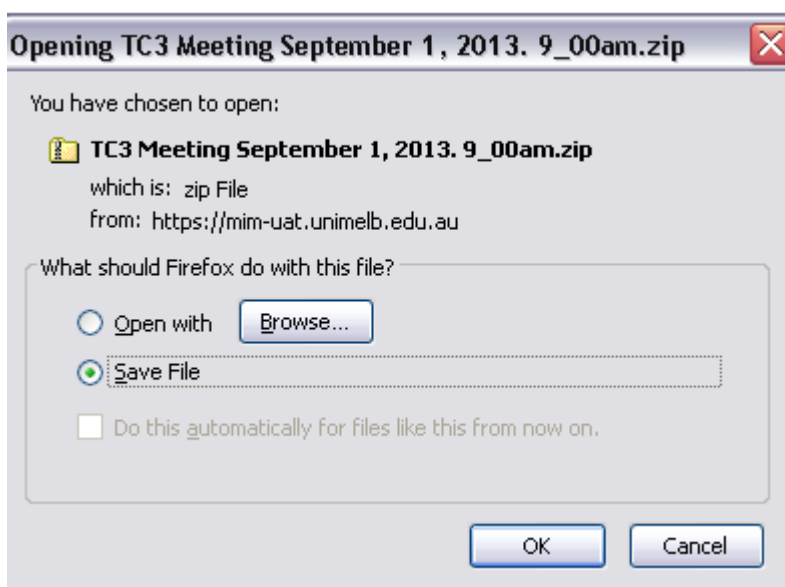 Opening TC3 Meeting September 1, 2013. 9_00am.zip
You have chosen to open:
TC3 Meeting September 1, 2013. 9_00am.zip
which is: zip File
from: https://mim-uat.unimelb.edu.au
What should Firefox do with this file?
Open with Browse...
Save File
Do this automatically for files like this from now on.
OK Cancel